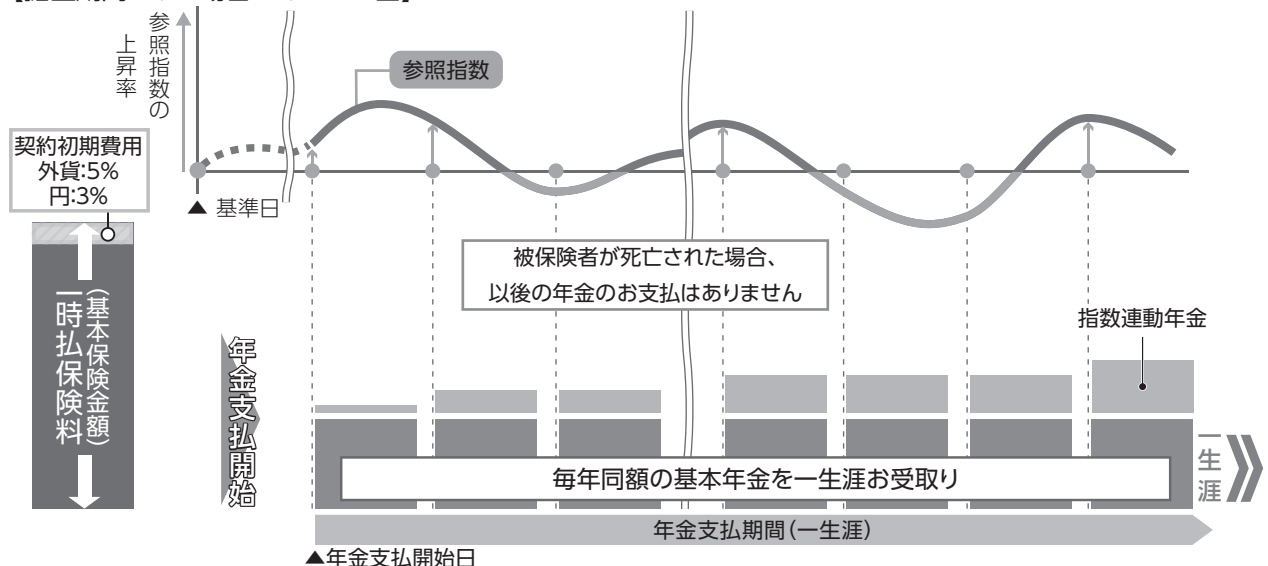 参照指数の
上昇率
参照指数
契約初期費用
外貨:5%
円:3%
▲ 基準日
被保険者が死亡された場合、
以後の年金のお支払はありません
指数連動年金
一時払保険料
(基本保険金額)
年金支払開始
毎年同額の基本年金を一生涯お受取り
一生涯
年金支払期間(一生涯)
▲年金支払開始日